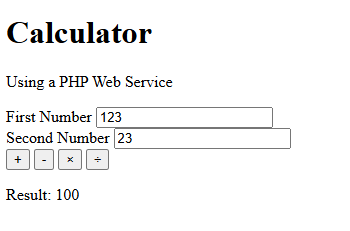 Calculator
Using a PHP Web Service
First Number 123
Second Number 23
+ - × ÷
Result: 100